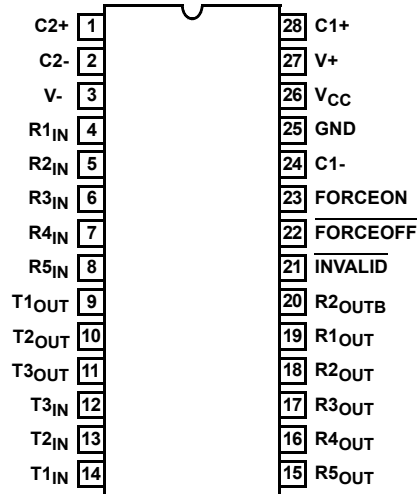 C2+ 1 28 C1+
C2- 2 27 V+
V- 3 26 VCC
R1IN 4 25 GND
R2IN 5 24 C1-
R3IN 6 23 FORCEON
R4IN 7 22 FORCEOFF
R5IN 8 21 INVALID
T1OUT 9 20 R2OUTB
T2OUT 10 19 R1OUT
T3OUT 11 18 R2OUT
T3IN 12 17 R3OUT
T2IN 13 16 R4OUT
T1IN 14 15 R5OUT